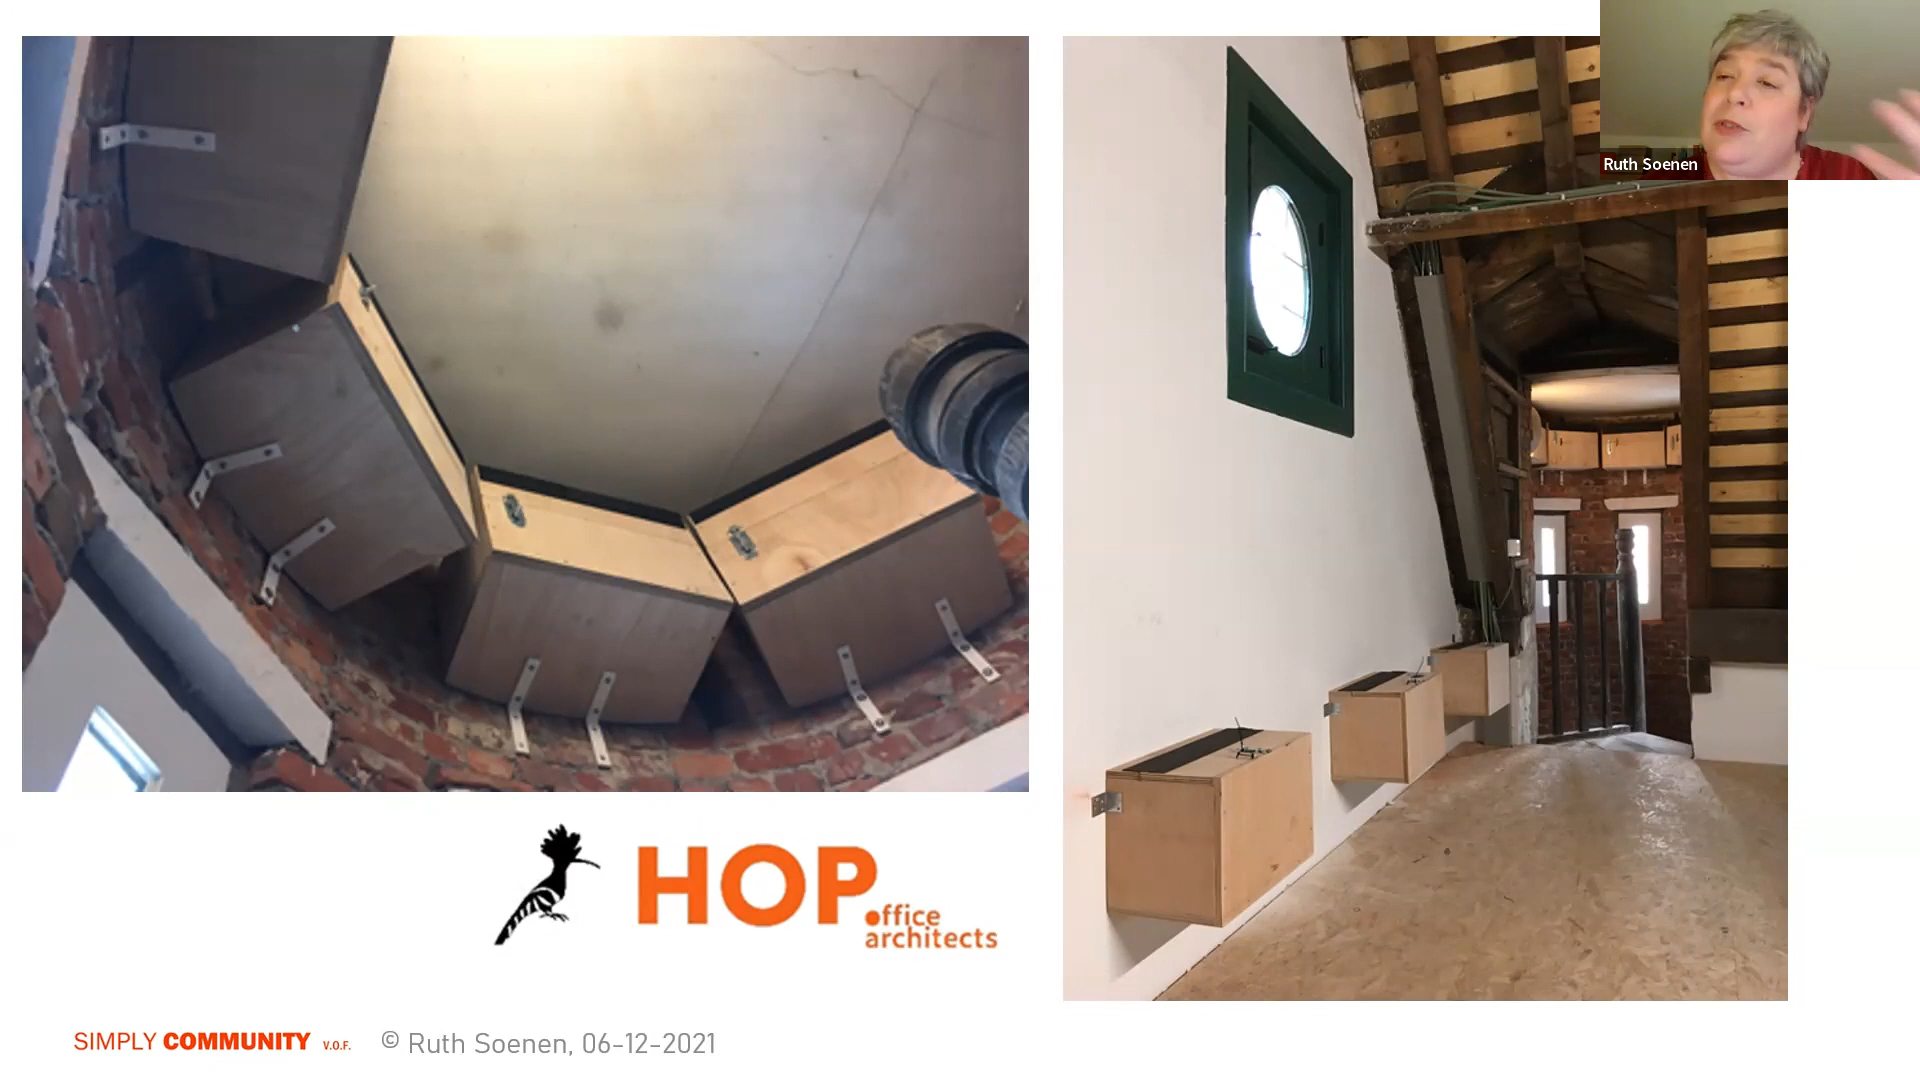 Ruth Soenen
HOP
office
architects
SIMPLY COMMUNITY V.O.F.
© Ruth Soenen, 06-12-2021